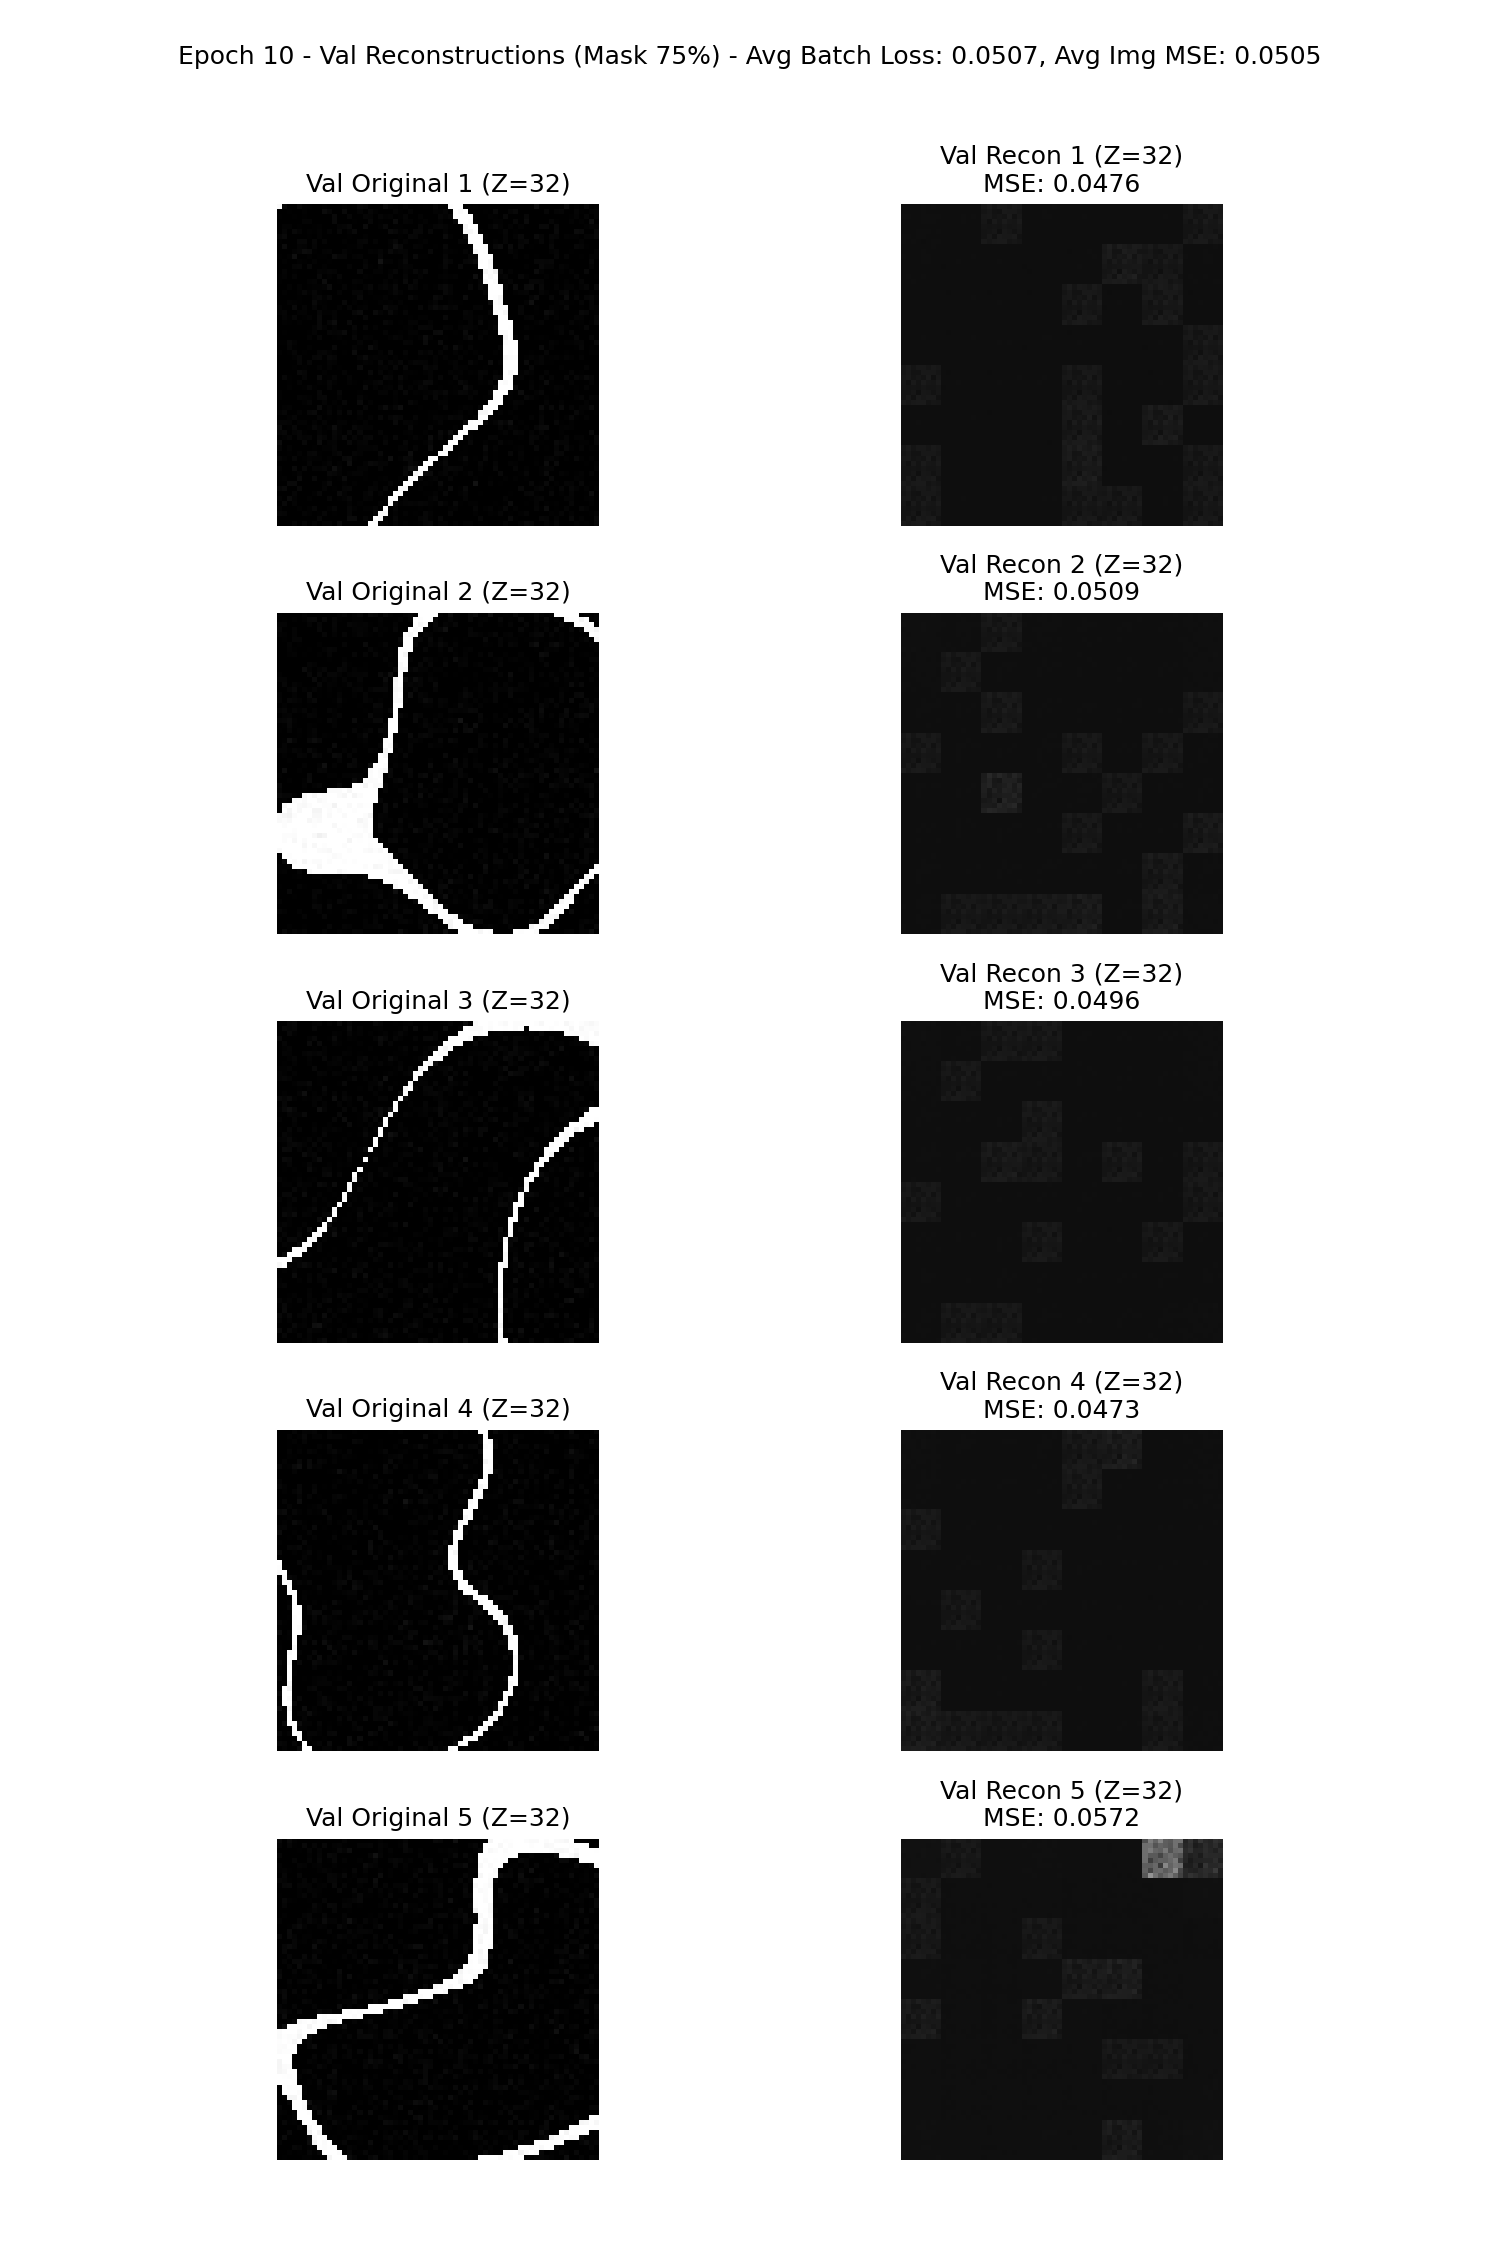 Epoch 10 - Val Reconstructions (Mask 75%) - Avg Batch Loss: 0.0507, Avg Img MSE: 0.0505
Val Original 1 (Z=32)
Val Recon 1 (Z=32)
MSE: 0.0476
Val Original 2 (Z=32)
Val Recon 2 (Z=32)
MSE: 0.0509
Val Original 3 (Z=32)
Val Recon 3 (Z=32)
MSE: 0.0496
Val Original 4 (Z=32)
Val Recon 4 (Z=32)
MSE: 0.0473
Val Original 5 (Z=32)
Val Recon 5 (Z=32)
MSE: 0.0572